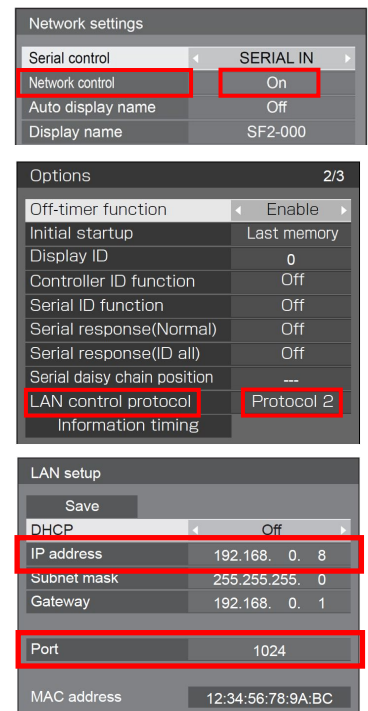 Network settings
Serial control SERIAL IN
Network control On
Auto display name Off
Display name SF2-000
Options 2/3
Off-timer function Enable
Initial startup Last memory
Display ID 0
Controller ID function Off
Serial ID function Off
Serial response(Normal) Off
Serial response(ID all) Off
Serial daisy chain position ---
LAN control protocol Protocol 2
Information timing
LAN setup
Save
DHCP Off
IP address 192.168. 0. 8
Subnet mask 255.255.255. 0
Gateway 192.168. 0. 1
Port 1024
MAC address 12:34:56:78:9A:BC